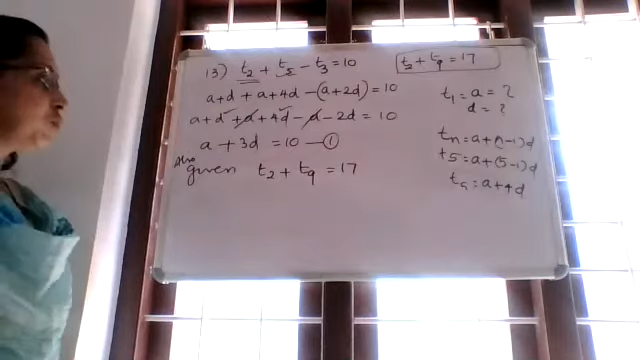 13) t₂ + t₅ - t₃ = 10
t₂ + t₉ = 17
a+d + a+4d -(a+2d) = 10
t₁ = a = ?
d = ?
a+d +a+4d -a -2d = 10
a + 3d = 10 —①
tn = a+(n-1)d
t5 = a+(5-1)d
t₅ = a+4d
Also
given t₂ + t₉ = 17